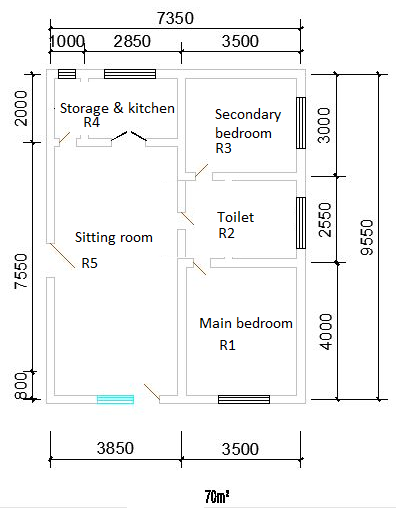 7350
1000
2850
3500
2000
Storage & kitchen
R4
Secondary
bedroom
R3
3000
Toilet
R2
2550
9550
Sitting room
R5
7550
Main bedroom
R1
4000
800
3850
3500
70m²